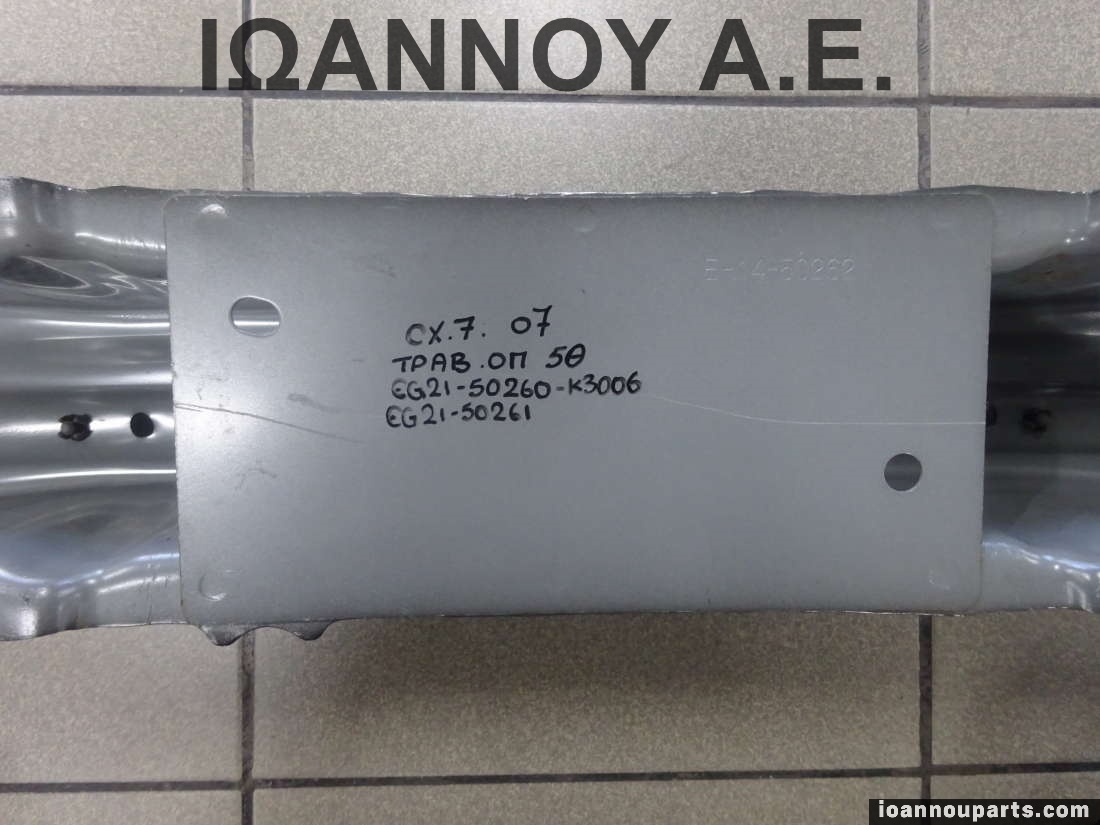 ΙΩΑΝΝΟΥ Α.Ε.
CX.7. 07
ΤΡΑΒ.ΟΠ 5Θ
EG21-50260-K3006
EG21-50261
ioannouparts.com